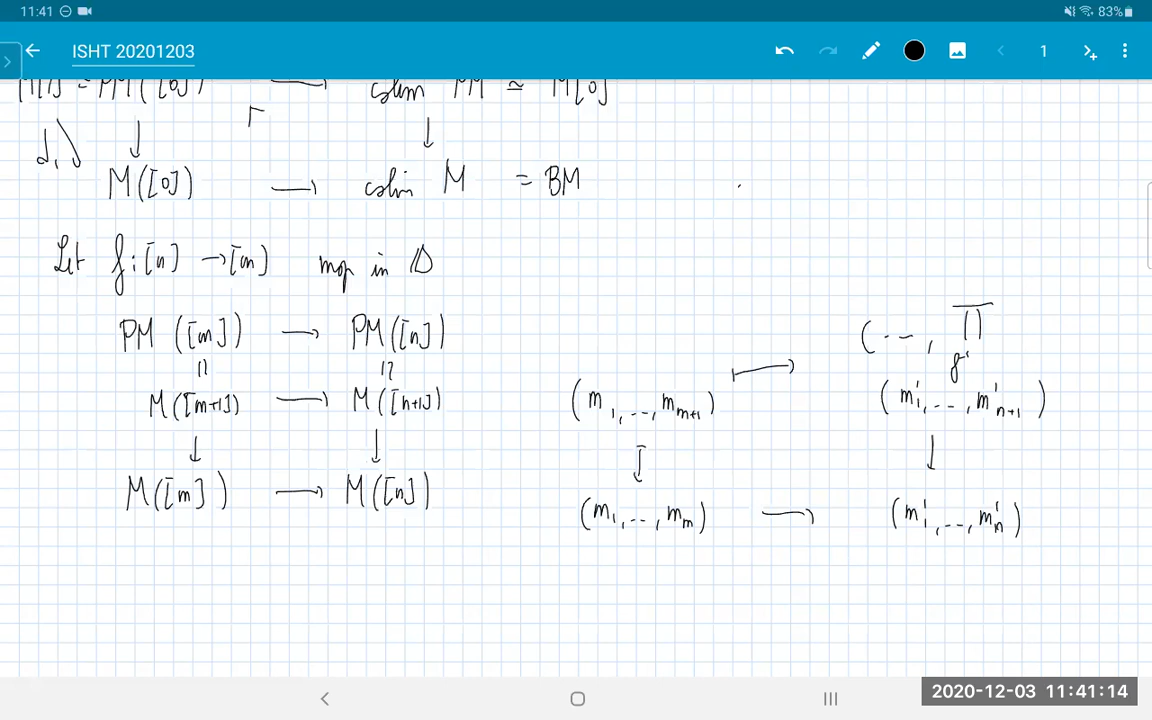 11:41 83%
ISHT 20201203 1
PM([0]) → colim PM ≃ M[0]
M([0]) → colim M = BM
Let f: [n] → [m] map in Δ
PM([m]) → PM([n])
M([m+1]) → M([n+1])
M([m]) → M([n])
(--, ∏
(m₁, --, mₘ₊₁) ↦ (m'₁, --, m'ₙ₊₁)
(m₁, --, mₘ) → (m'₁, --, m'ₙ)
2020-12-03 11:41:14